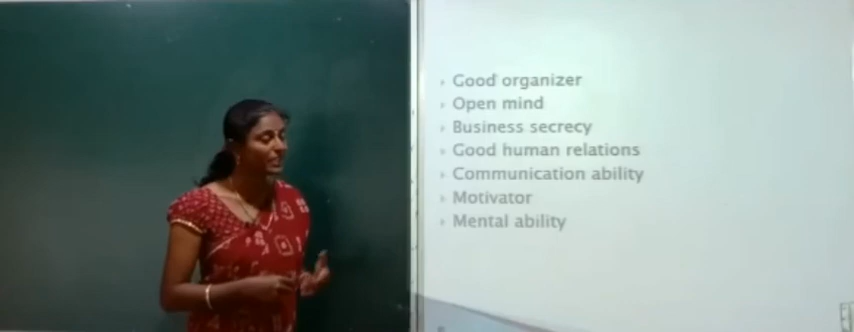 Good organizer
Open mind
Business secrecy
Good human relations
Communication ability
Motivator
Mental ability